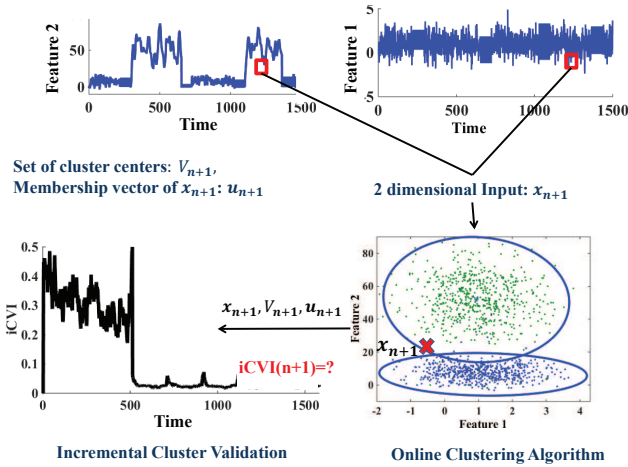 Feature 2
50
0
0
500
1000
1500
Time
Feature 1
5
0
-5
0
500
1000
1500
Time
Set of cluster centers: V_{n+1},
Membership vector of x_{n+1}: u_{n+1}
2 dimensional Input: x_{n+1}
iCVI
0.5
0.4
0.3
0.2
0.1
0
0
500
1000
1500
Time
iCVI(n+1)=?
x_{n+1}, V_{n+1}, u_{n+1}
Feature 2
80
60
40
20
0
x_{n+1}
-2
-1
0
1
2
3
4
Feature 1
Incremental Cluster Validation
Online Clustering Algorithm